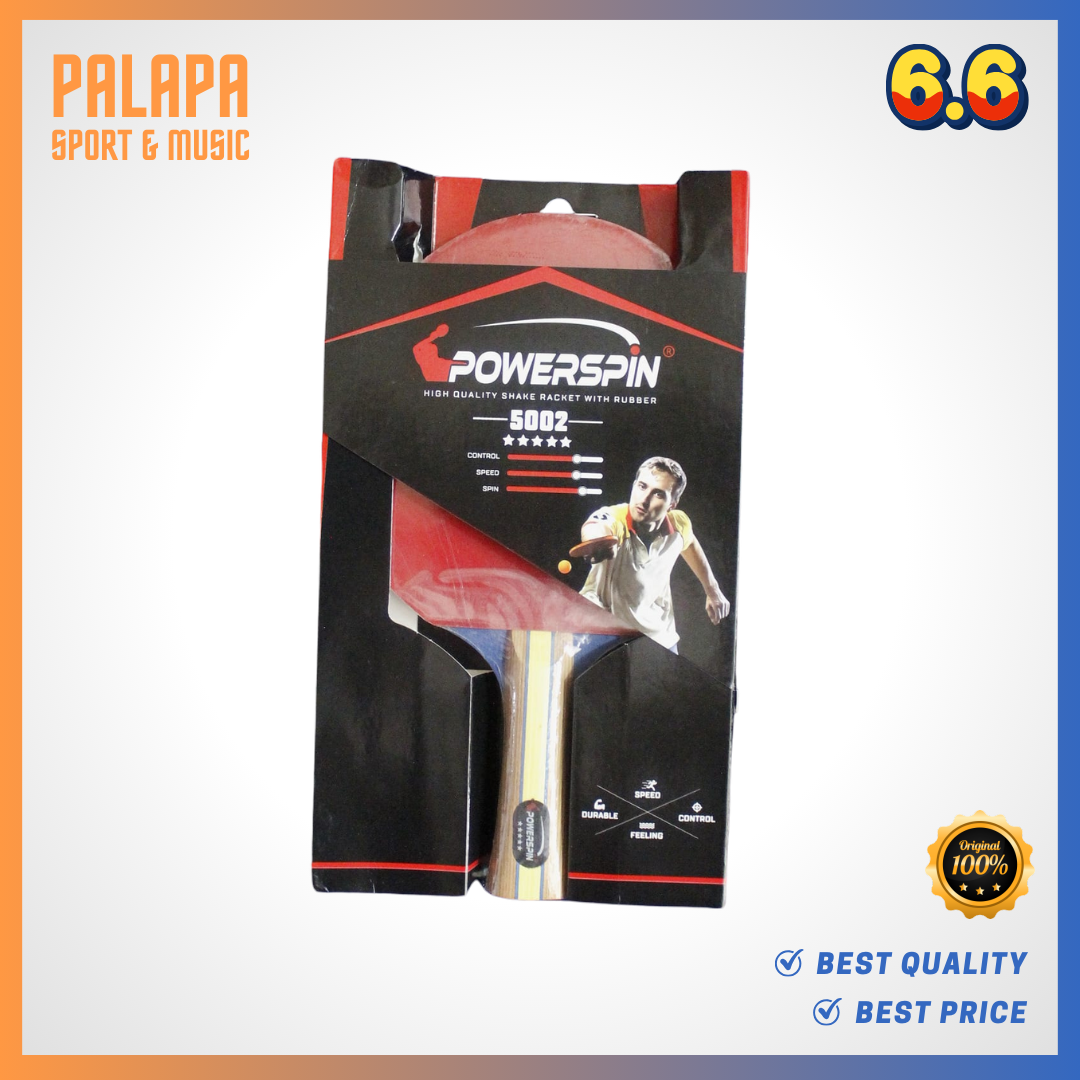 PALAPA
SPORT & MUSIC
6.6
POWERSPIN®
HIGH QUALITY SHAKE RACKET WITH RUBBER
5002
CONTROL
SPEED
SPIN
SPEED
DURABLE
CONTROL
FEELING
POWERSPIN
Original
100%
BEST QUALITY
BEST PRICE